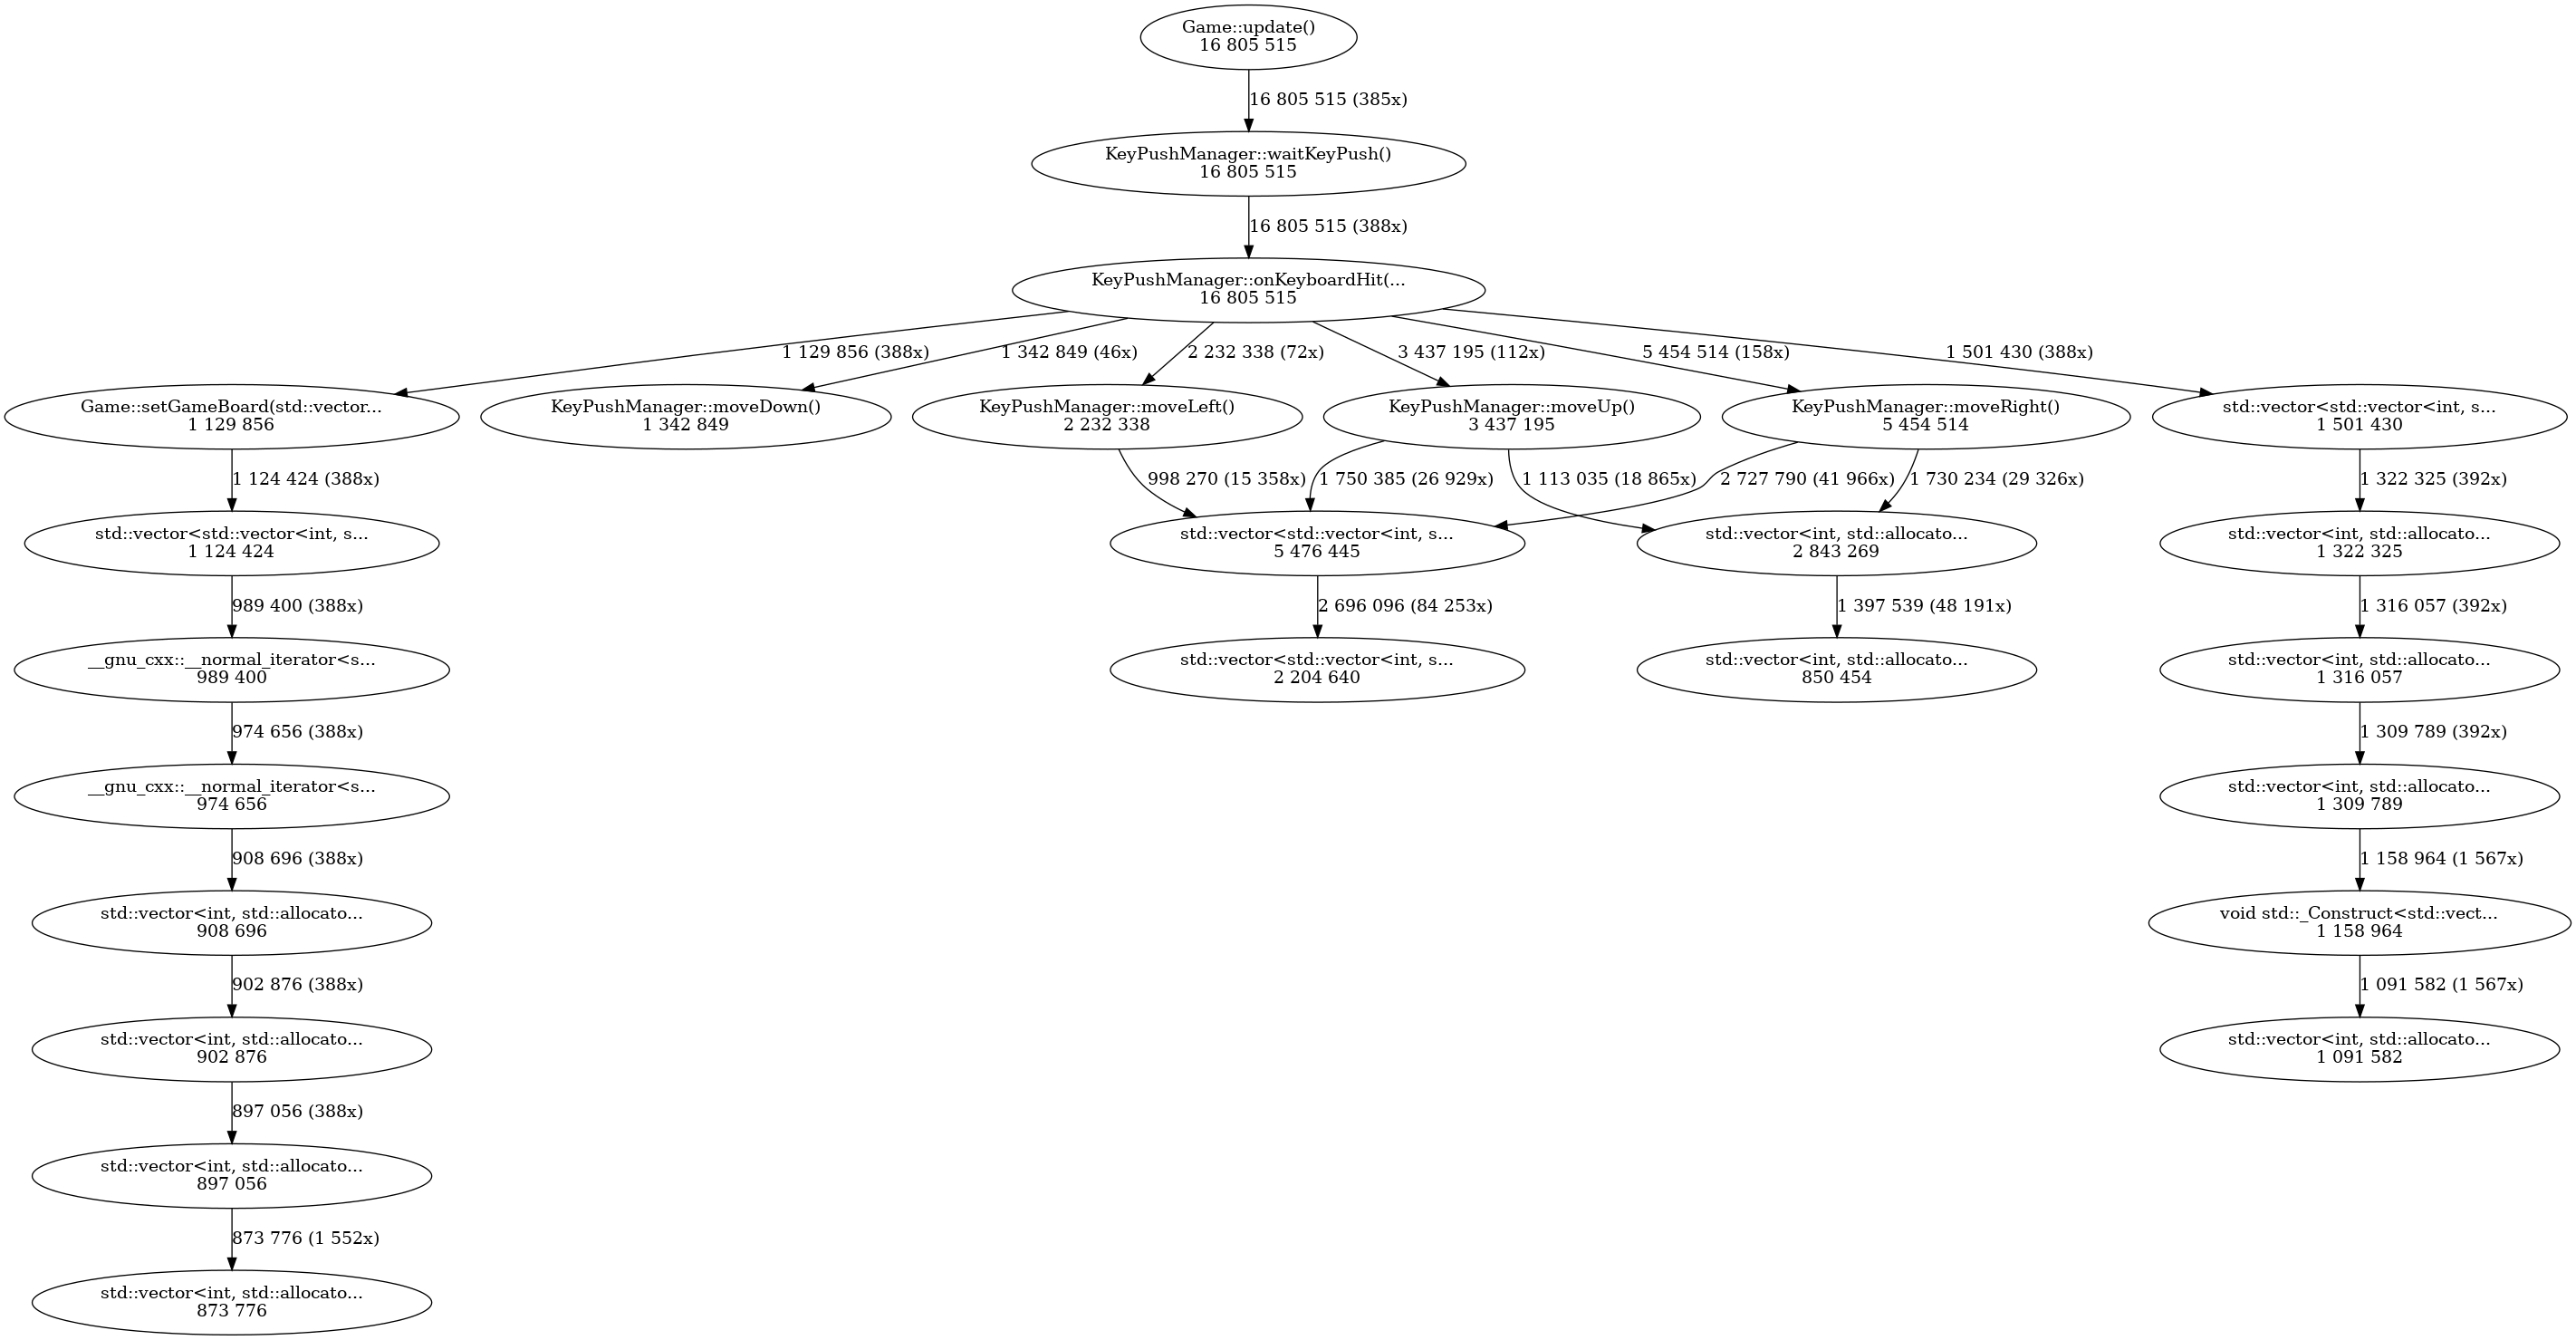 Game::update()
16 805 515
16 805 515 (385x)
KeyPushManager::waitKeyPush()
16 805 515
16 805 515 (388x)
KeyPushManager::onKeyboardHit(...
16 805 515
1 129 856 (388x)
1 342 849 (46x)
2 232 338 (72x)
3 437 195 (112x)
5 454 514 (158x)
1 501 430 (388x)
Game::setGameBoard(std::vector...
1 129 856
KeyPushManager::moveDown()
1 342 849
KeyPushManager::moveLeft()
2 232 338
KeyPushManager::moveUp()
3 437 195
KeyPushManager::moveRight()
5 454 514
std::vector<std::vector<int, s...
1 501 430
1 124 424 (388x)
998 270 (15 358x)
1 750 385 (26 929x)
1 113 035 (18 865x)
2 727 790 (41 966x)
1 730 234 (29 326x)
1 322 325 (392x)
std::vector<std::vector<int, s...
1 124 424
std::vector<std::vector<int, s...
5 476 445
std::vector<int, std::allocato...
2 843 269
std::vector<int, std::allocato...
1 322 325
989 400 (388x)
2 696 096 (84 253x)
1 397 539 (48 191x)
1 316 057 (392x)
__gnu_cxx::__normal_iterator<s...
989 400
std::vector<std::vector<int, s...
2 204 640
std::vector<int, std::allocato...
850 454
std::vector<int, std::allocato...
1 316 057
974 656 (388x)
1 309 789 (392x)
__gnu_cxx::__normal_iterator<s...
974 656
std::vector<int, std::allocato...
1 309 789
908 696 (388x)
1 158 964 (1 567x)
std::vector<int, std::allocato...
908 696
void std::_Construct<std::vect...
1 158 964
902 876 (388x)
1 091 582 (1 567x)
std::vector<int, std::allocato...
902 876
std::vector<int, std::allocato...
1 091 582
897 056 (388x)
std::vector<int, std::allocato...
897 056
873 776 (1 552x)
std::vector<int, std::allocato...
873 776